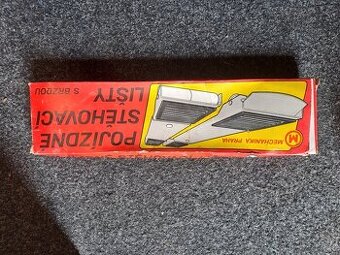 POJÍZDNÉ
STĚHOVACÍ
LIŠTY
S BRZDOU
M MECHANIKA PRAHA